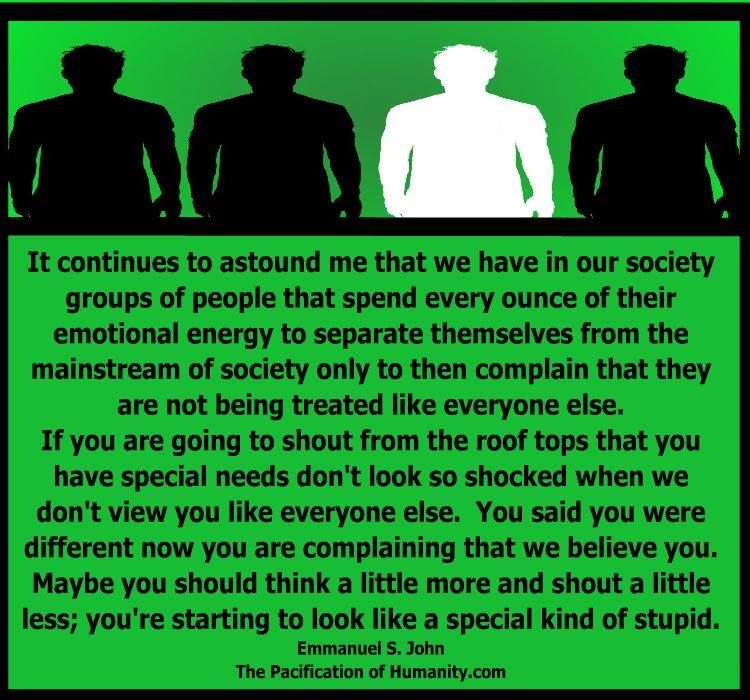 It continues to astound me that we have in our society
groups of people that spend every ounce of their
emotional energy to separate themselves from the
mainstream of society only to then complain that they
are not being treated like everyone else.
If you are going to shout from the roof tops that you
have special needs don't look so shocked when we
don't view you like everyone else.  You said you were
different now you are complaining that we believe you.
Maybe you should think a little more and shout a little
less; you're starting to look like a special kind of stupid.
Emmanuel S. John
The Pacification of Humanity.com